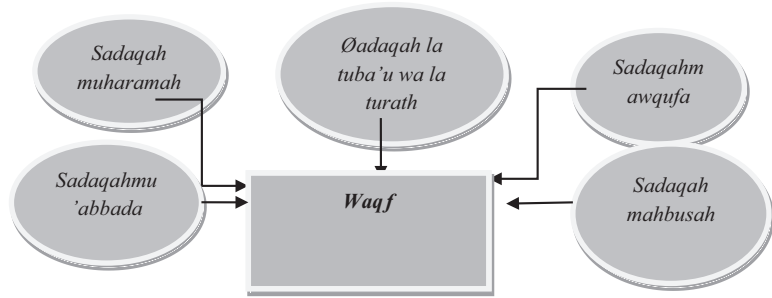 Sadaqah
muharamah
Øadaqah la
tuba’u wa la
turath
Sadaqahm
awqufa
Sadaqahmu
’abbada
Waqf
Sadaqah
mahbusah